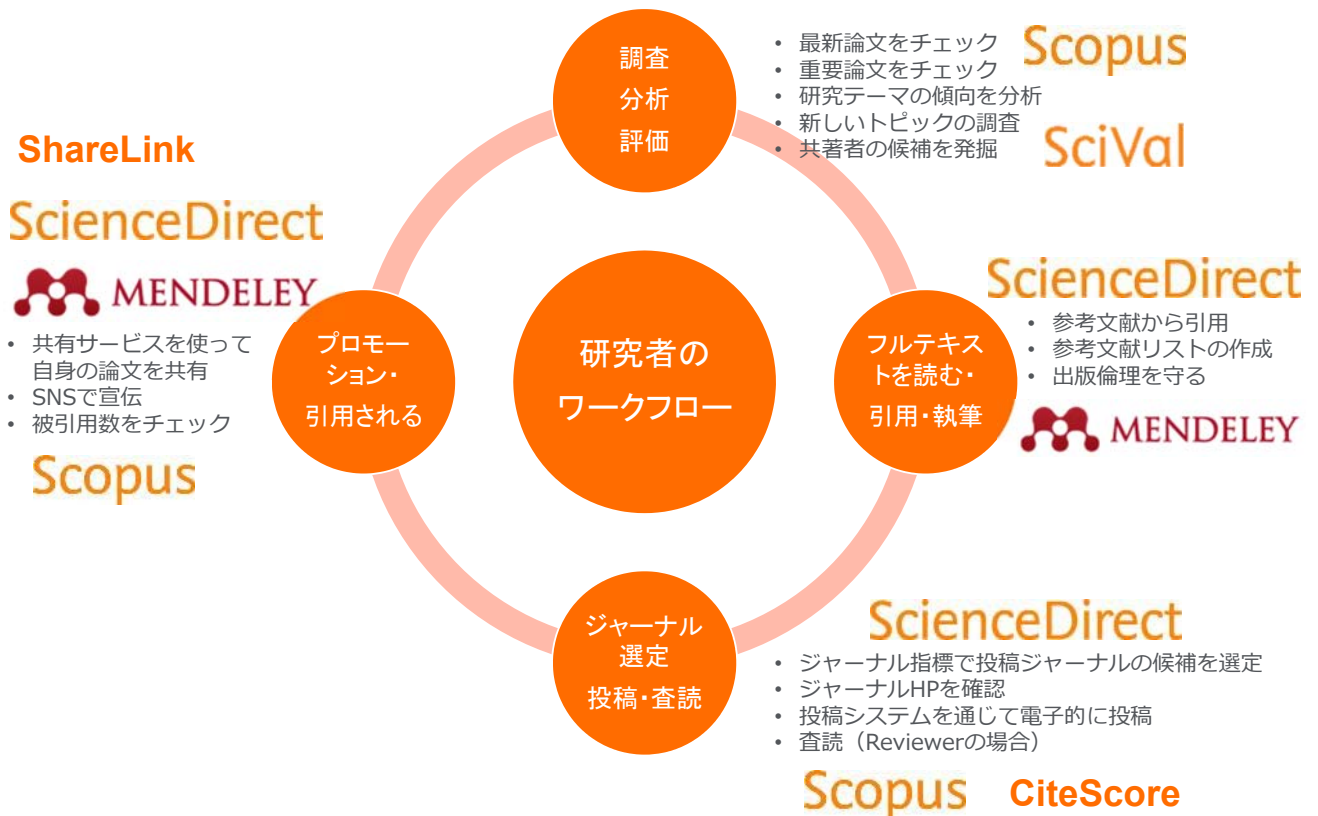 調査
分析
評価
• 最新論文をチェック
• 重要論文をチェック
• 研究テーマの傾向を分析
• 新しいトピックの調査
• 共著者の候補を発掘
Scopus
SciVal
ScienceDirect
フルテキス
トを読む・
引用・執筆
• 参考文献から引用
• 参考文献リストの作成
• 出版倫理を守る
MENDELEY
研究者の
ワークフロー
ScienceDirect
ジャーナル
選定
投稿・査読
• ジャーナル指標で投稿ジャーナルの候補を選定
• ジャーナルHPを確認
• 投稿システムを通じて電子的に投稿
• 査読（Reviewerの場合）
Scopus CiteScore
ShareLink
ScienceDirect
MENDELEY
プロモー
ション・
引用される
• 共有サービスを使って
自身の論文を共有
• SNSで宣伝
• 被引用数をチェック
Scopus